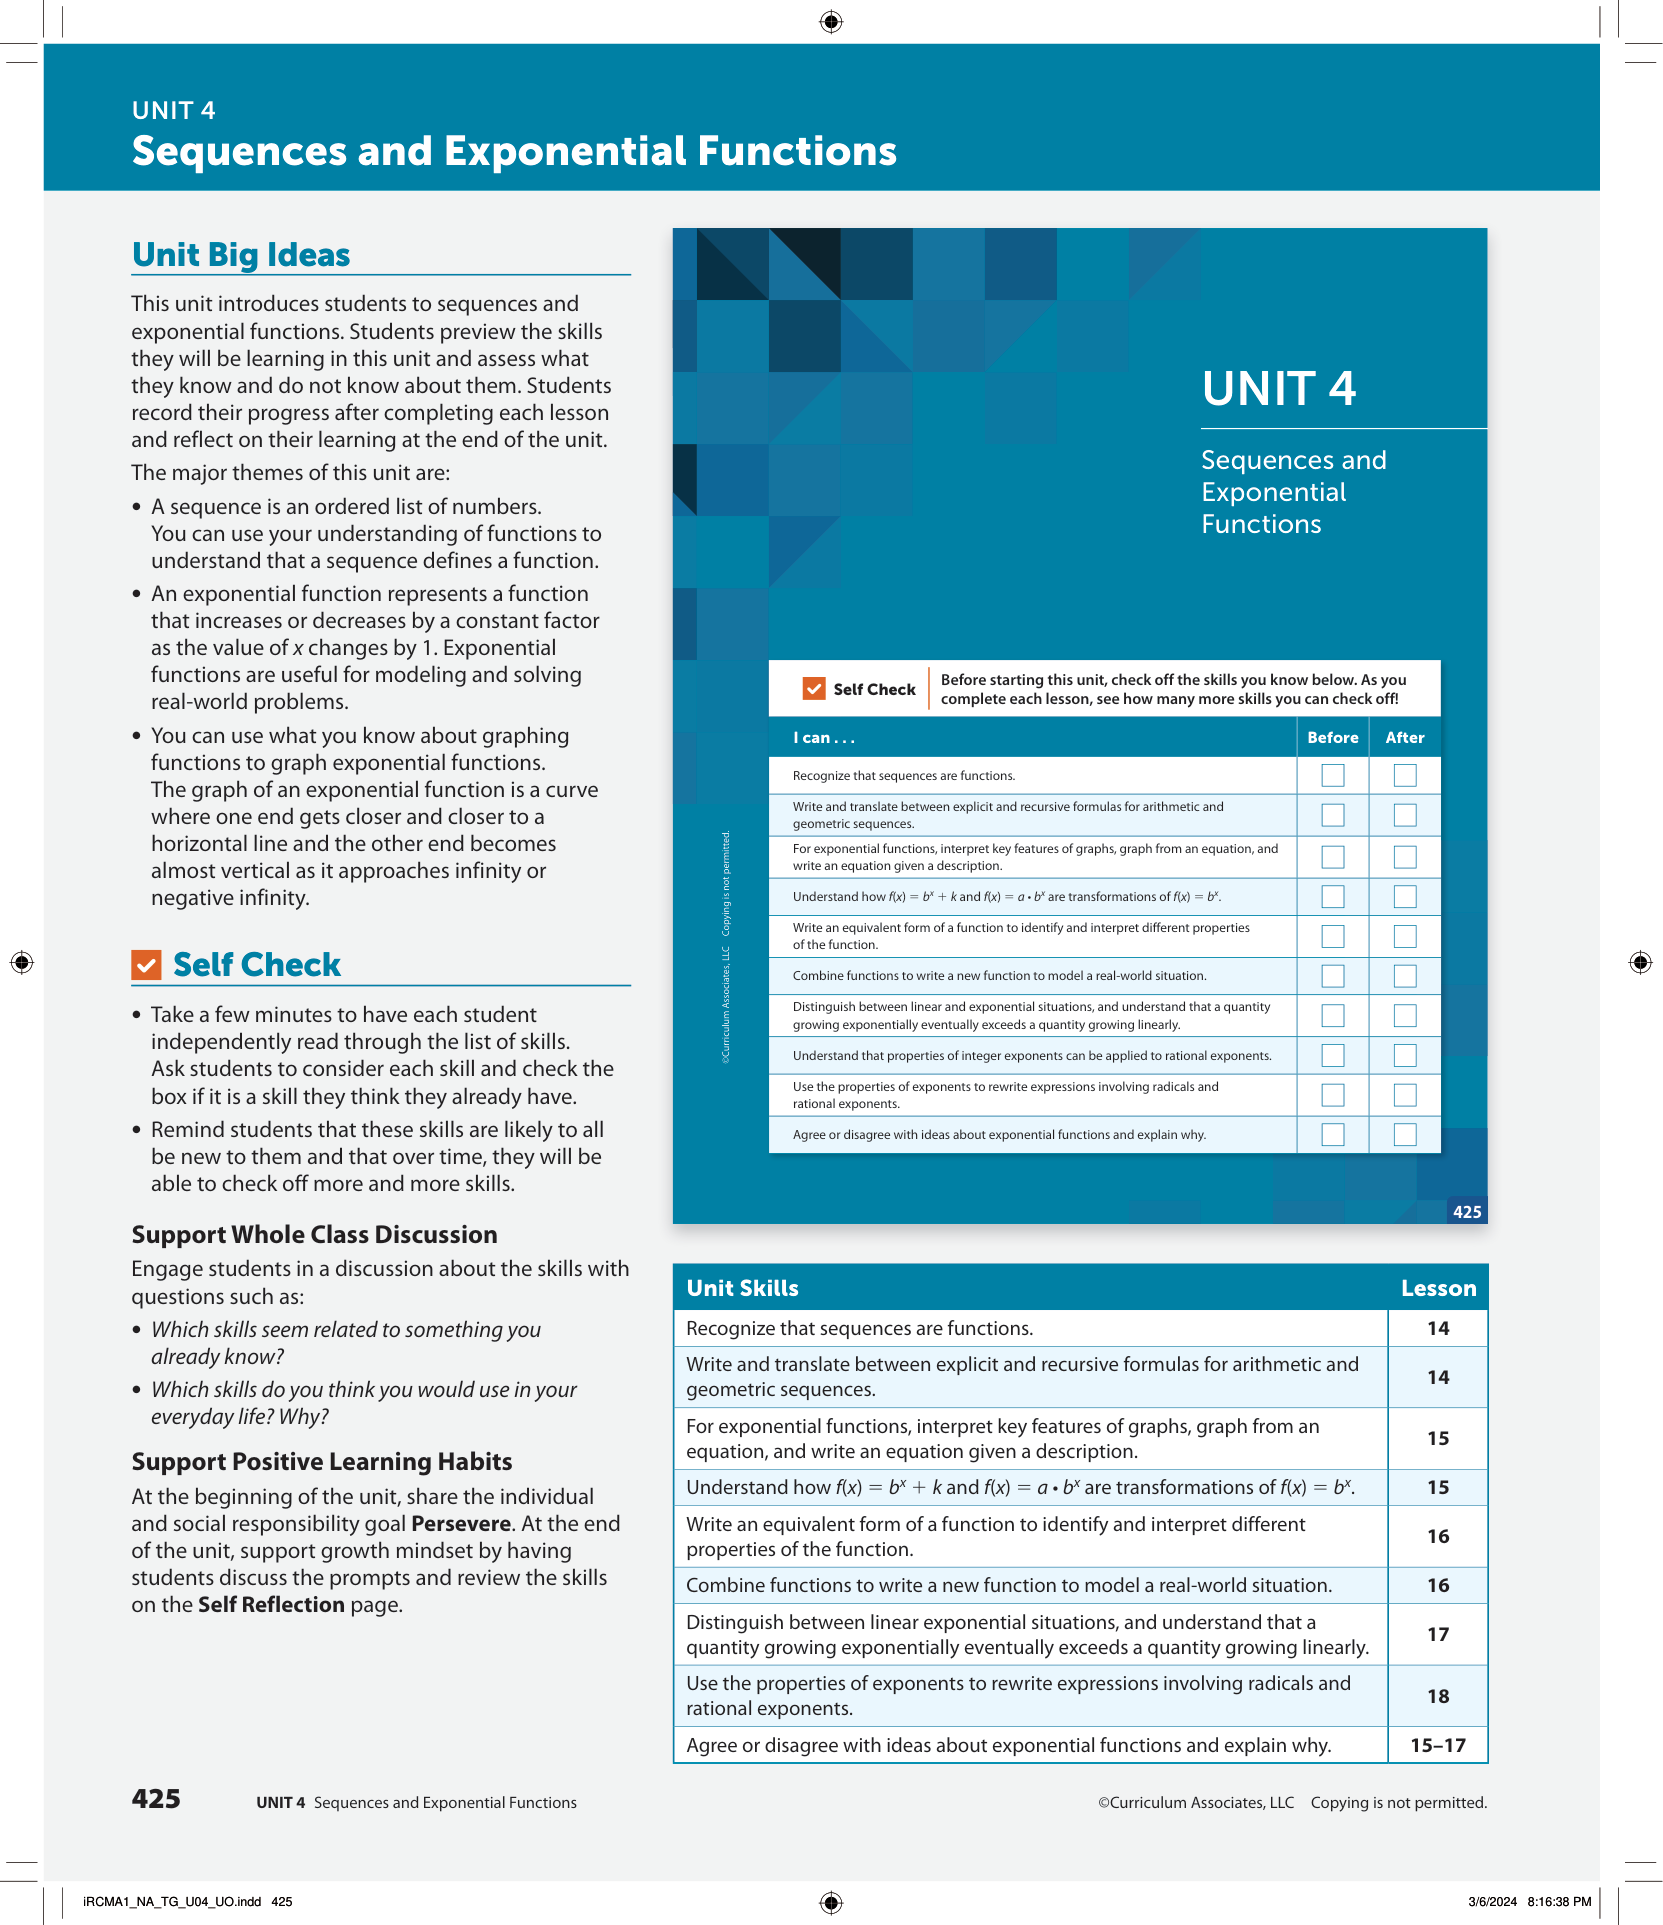 UNIT 4
Sequences and Exponential Functions
Unit Big Ideas
This unit introduces students to sequences and
exponential functions. Students preview the skills
they will be learning in this unit and assess what
they know and do not know about them. Students
record their progress after completing each lesson
and reflect on their learning at the end of the unit.
The major themes of this unit are:
• A sequence is an ordered list of numbers.
You can use your understanding of functions to
understand that a sequence defines a function.
• An exponential function represents a function
that increases or decreases by a constant factor
as the value of x changes by 1. Exponential
functions are useful for modeling and solving
real-world problems.
• You can use what you know about graphing
functions to graph exponential functions.
The graph of an exponential function is a curve
where one end gets closer and closer to a
horizontal line and the other end becomes
almost vertical as it approaches infinity or
negative infinity.
Self Check
• Take a few minutes to have each student
independently read through the list of skills.
Ask students to consider each skill and check the
box if it is a skill they think they already have.
• Remind students that these skills are likely to all
be new to them and that over time, they will be
able to check off more and more skills.
Support Whole Class Discussion
Engage students in a discussion about the skills with
questions such as:
• Which skills seem related to something you
already know?
• Which skills do you think you would use in your
everyday life? Why?
Support Positive Learning Habits
At the beginning of the unit, share the individual
and social responsibility goal Persevere. At the end
of the unit, support growth mindset by having
students discuss the prompts and review the skills
on the Self Reflection page.
UNIT 4
Sequences and
Exponential
Functions
Self Check
Before starting this unit, check off the skills you know below. As you
complete each lesson, see how many more skills you can check off!
I can . . . Before After
Recognize that sequences are functions.
Write and translate between explicit and recursive formulas for arithmetic and
geometric sequences.
For exponential functions, interpret key features of graphs, graph from an equation, and
write an equation given a description.
Understand how f(x) = bˣ + k and f(x) = a • bˣ are transformations of f(x) = bˣ.
Write an equivalent form of a function to identify and interpret different properties
of the function.
Combine functions to write a new function to model a real-world situation.
Distinguish between linear and exponential situations, and understand that a quantity
growing exponentially eventually exceeds a quantity growing linearly.
Understand that properties of integer exponents can be applied to rational exponents.
Use the properties of exponents to rewrite expressions involving radicals and
rational exponents.
Agree or disagree with ideas about exponential functions and explain why.
©Curriculum Associates, LLC Copying is not permitted.
425
Unit Skills Lesson
Recognize that sequences are functions. 14
Write and translate between explicit and recursive formulas for arithmetic and
geometric sequences. 14
For exponential functions, interpret key features of graphs, graph from an
equation, and write an equation given a description. 15
Understand how f(x) = bˣ + k and f(x) = a • bˣ are transformations of f(x) = bˣ. 15
Write an equivalent form of a function to identify and interpret different
properties of the function. 16
Combine functions to write a new function to model a real-world situation. 16
Distinguish between linear exponential situations, and understand that a
quantity growing exponentially eventually exceeds a quantity growing linearly. 17
Use the properties of exponents to rewrite expressions involving radicals and
rational exponents. 18
Agree or disagree with ideas about exponential functions and explain why. 15–17
425 UNIT 4 Sequences and Exponential Functions ©Curriculum Associates, LLC Copying is not permitted.
iRCMA1_NA_TG_U04_UO.indd 425 3/6/2024 8:16:38 PM